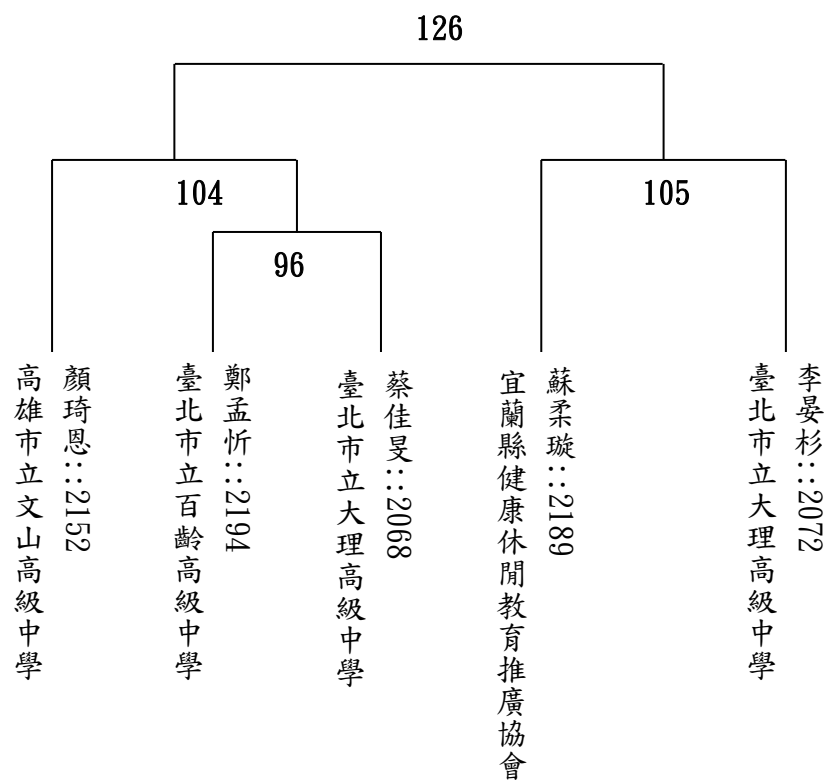 126
104
105
96
顏琦恩::2152
高雄市立文山高級中學
鄭孟忻::2194
臺北市立百齡高級中學
蔡佳旻::2068
臺北市立大理高級中學
蘇柔璇::2189
宜蘭縣健康休閒教育推廣協會
李晏杉::2072
臺北市立大理高級中學